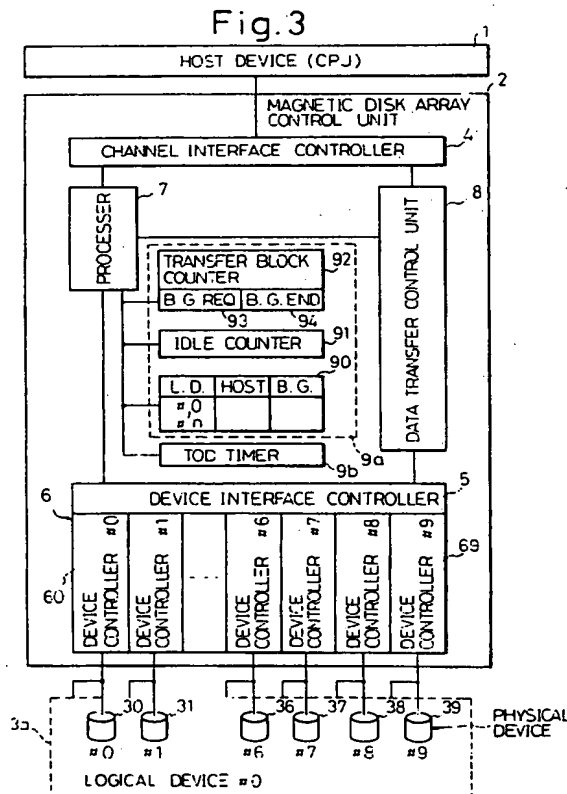 Fig.3
1
HOST DEVICE (CPU)
2
MAGNETIC DISK ARRAY
CONTROL UNIT
4
CHANNEL INTERFACE CONTROLLER
7
8
PROCESSER
DATA TRANSFER CONTROL UNIT
TRANSFER BLOCK
COUNTER
92
B.G. REQ B.G. END
93 94
IDLE COUNTER
91
90
L.D. HOST B.G.
#0
#0
9a
TOD TIMER
9b
5
DEVICE INTERFACE CONTROLLER
6
60
69
DEVICE CONTROLLER #0
DEVICE CONTROLLER #1
DEVICE CONTROLLER #6
DEVICE CONTROLLER #7
DEVICE CONTROLLER #8
DEVICE CONTROLLER #9
3a
30 31 36 37 38 39
#0 #1 #6 #7 #8 #9
PHYSICAL
DEVICE
LOGICAL DEVICE #0